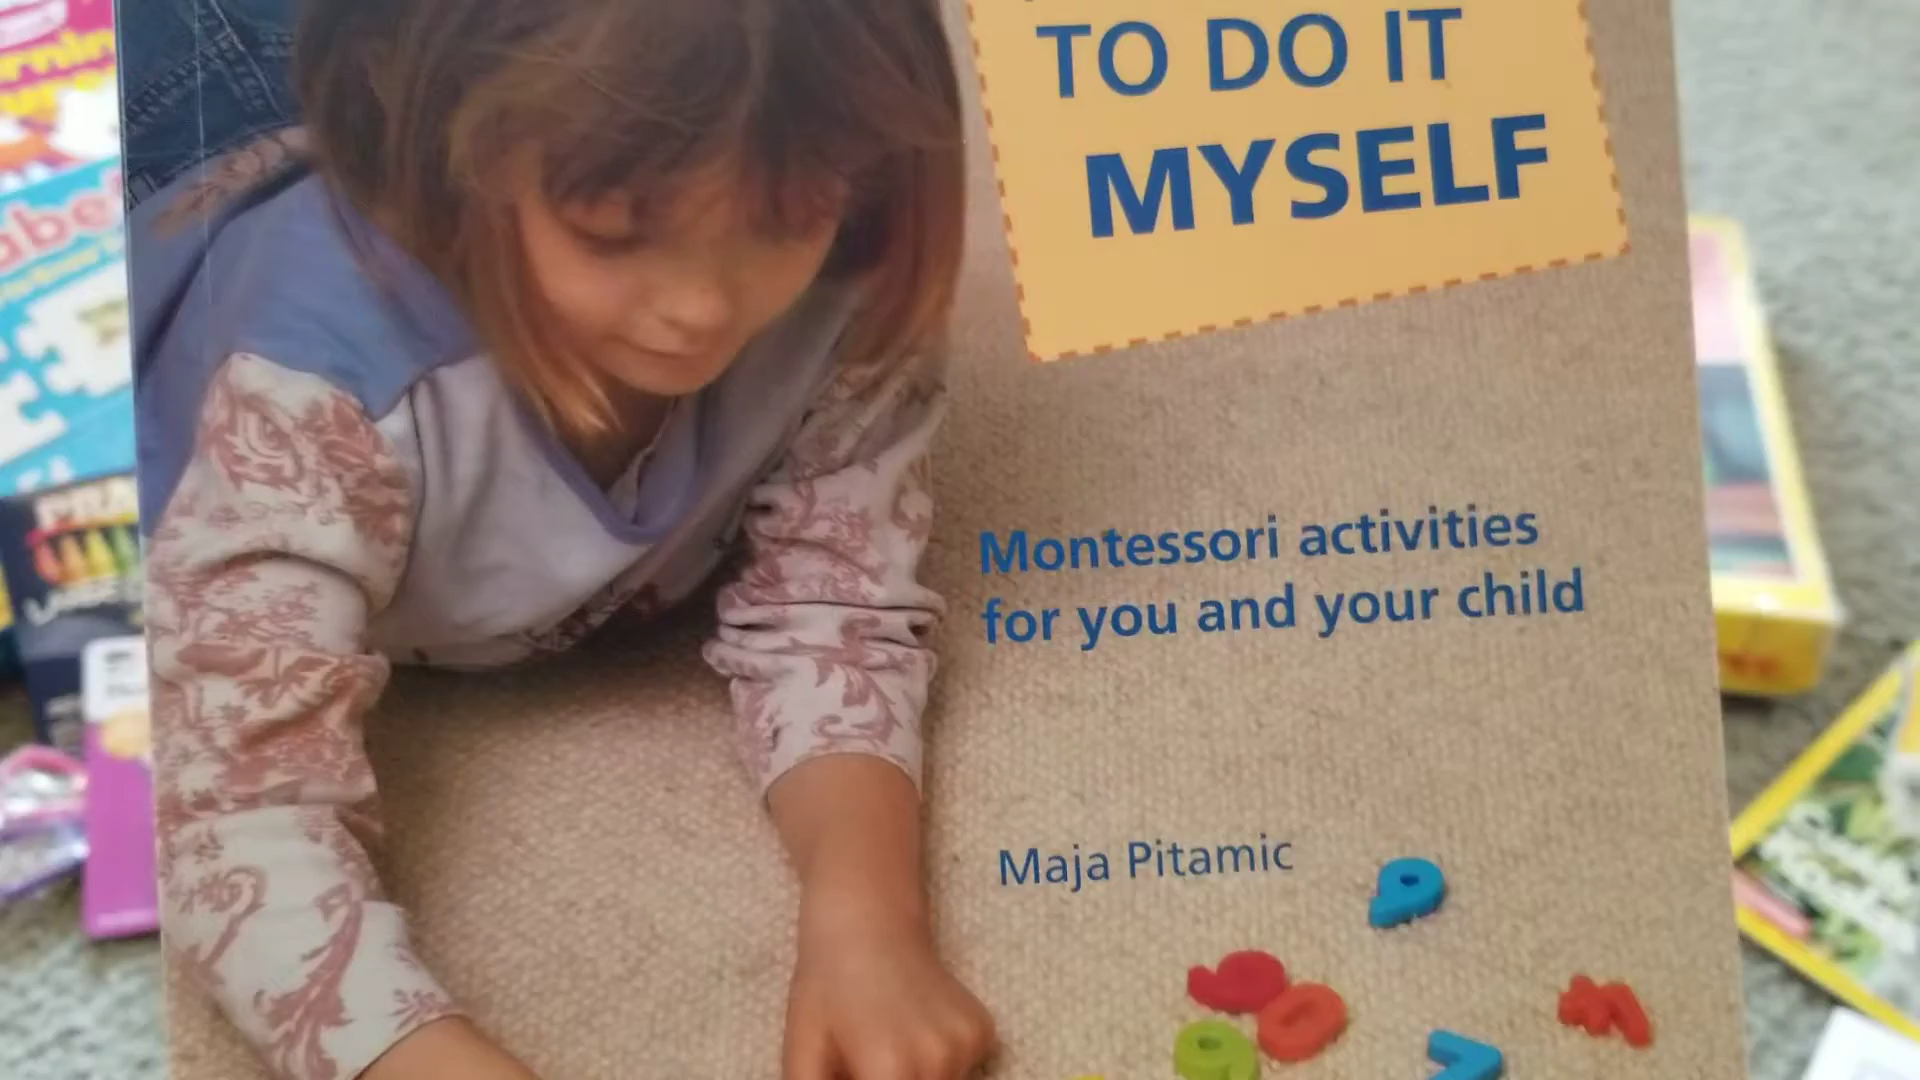 TO DO IT
MYSELF
Montessori activities
for you and your child
Maja Pitamic